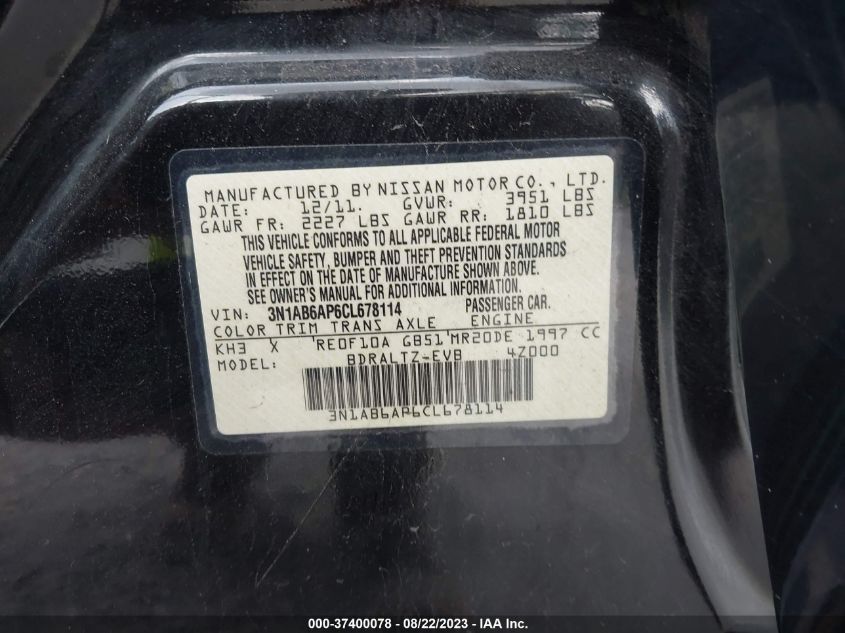 MANUFACTURED BY NISSAN MOTOR CO., LTD.
DATE: 12/11. GVWR: 3951 LBS
GAWR FR: 2227 LBS GAWR RR: 1810 LBS
THIS VEHICLE CONFORMS TO ALL APPLICABLE FEDERAL MOTOR
VEHICLE SAFETY, BUMPER AND THEFT PREVENTION STANDARDS
IN EFFECT ON THE DATE OF MANUFACTURE SHOWN ABOVE.
SEE OWNER'S MANUAL FOR ADDITIONAL INFORMATION.
VIN: 3N1AB6AP6CL678114 PASSENGER CAR.
COLOR TRIM TRANS AXLE ENGINE
KH3 X RE0F10A GB51 MR20DE 1997 CC
MODEL: BDRALTZ-EVB 4Z000
3N1AB6AP6CL678114
000-37400078 - 08/22/2023 - IAA Inc.